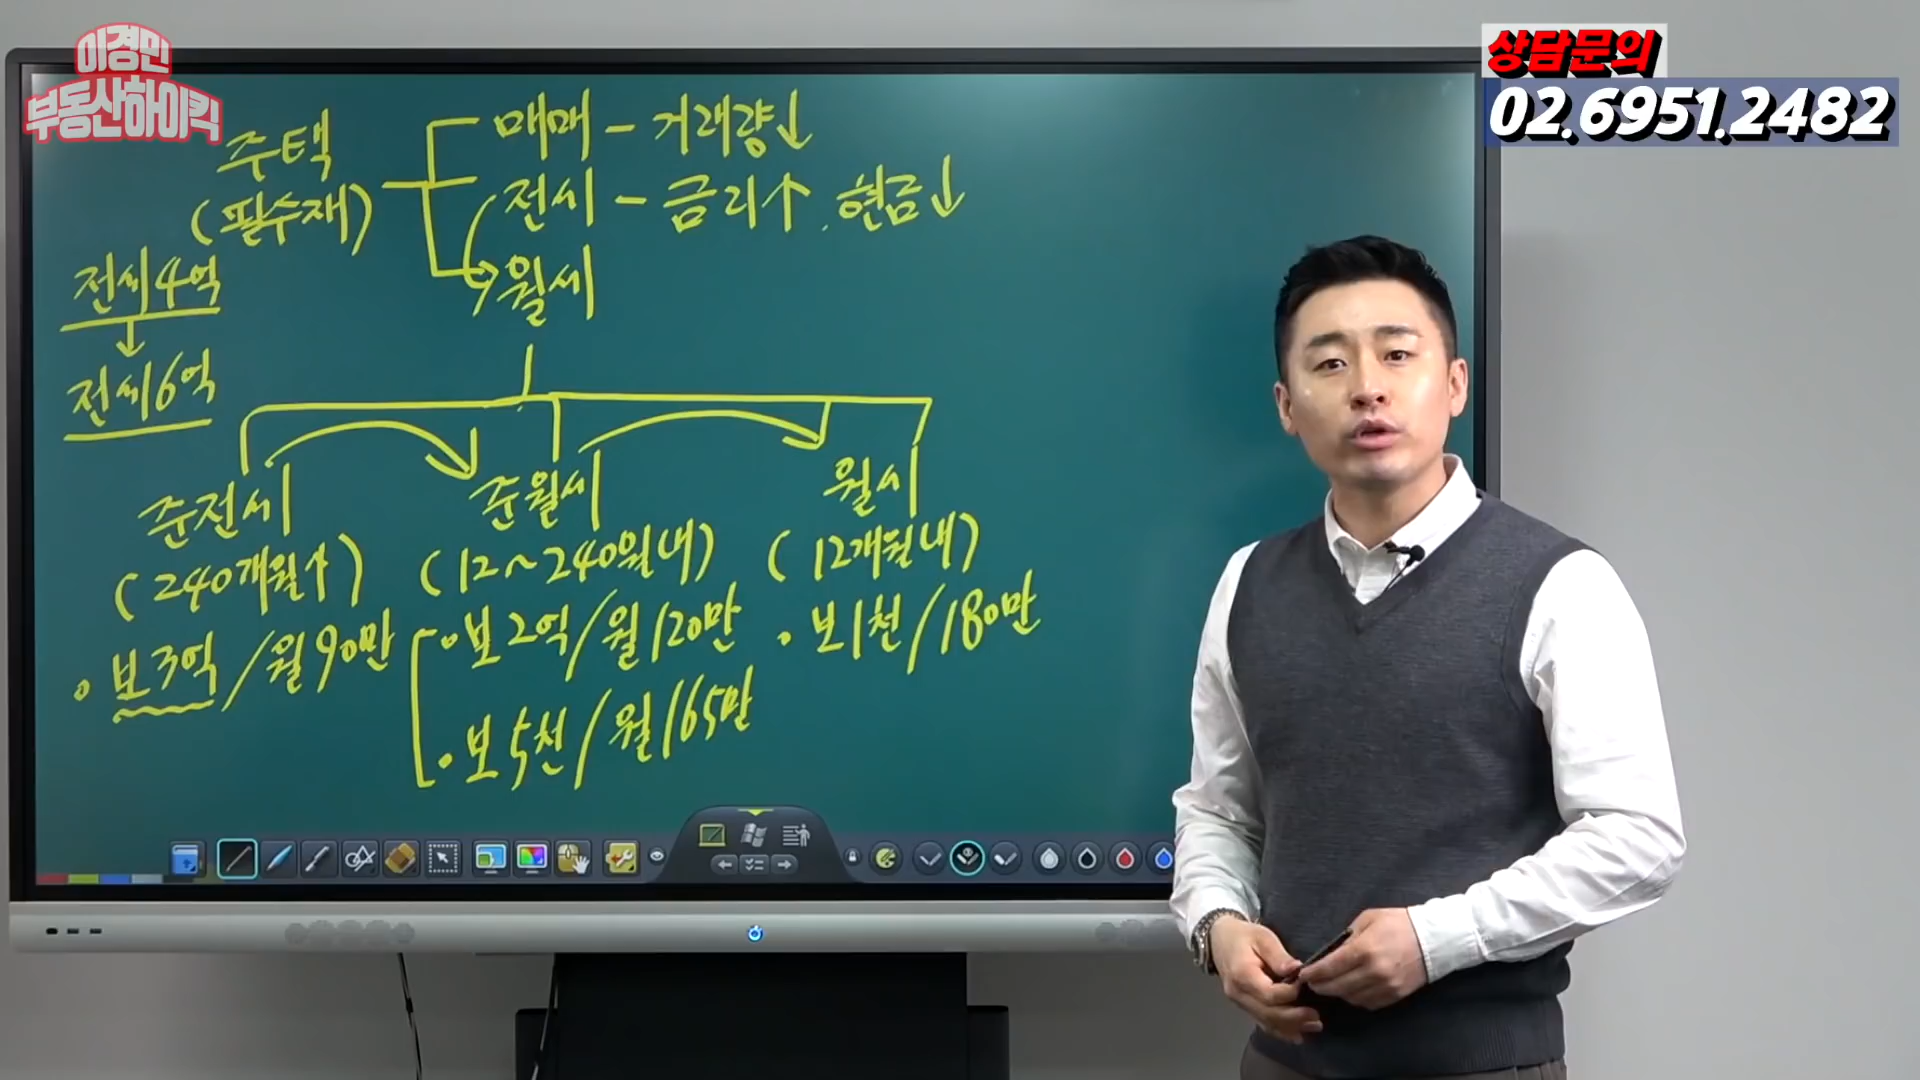 이경민
부동산하이킥
상담문의
02.6951.2482
주택
(필수재)
매매 - 거래량↓
전세 - 금리↑. 현금↓
월세
전세4억
↓
전세6억
준전세
준월세
월세
(240개월↑)
(12~240월내)
(12개월내)
• 보3억/월90만
• 보2억/월120만
• 보1천/180만
• 보5천/월165만